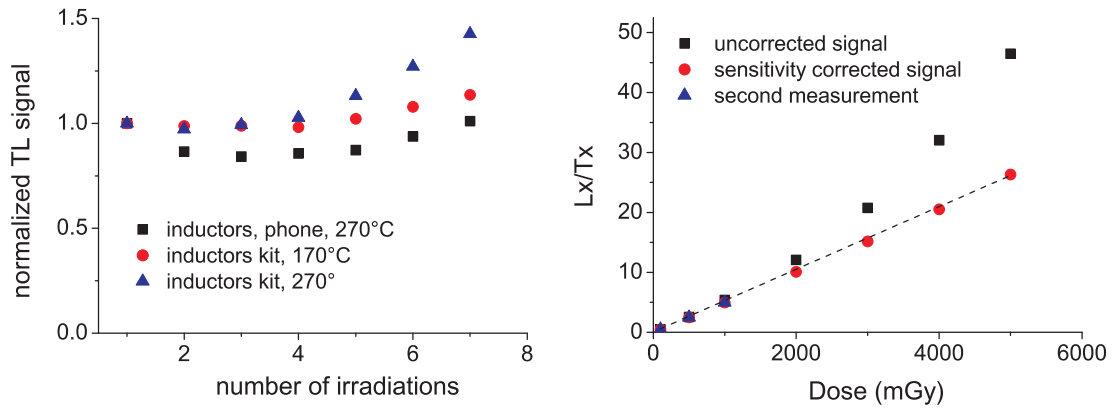 1.5
1.0
0.5
0.0
normalized TL signal
inductors, phone, 270°C
inductors kit, 170°C
inductors kit, 270°
2
4
6
8
number of irradiations
50
40
30
20
10
0
Lx/Tx
uncorrected signal
sensitivity corrected signal
second measurement
0
2000
4000
6000
Dose (mGy)